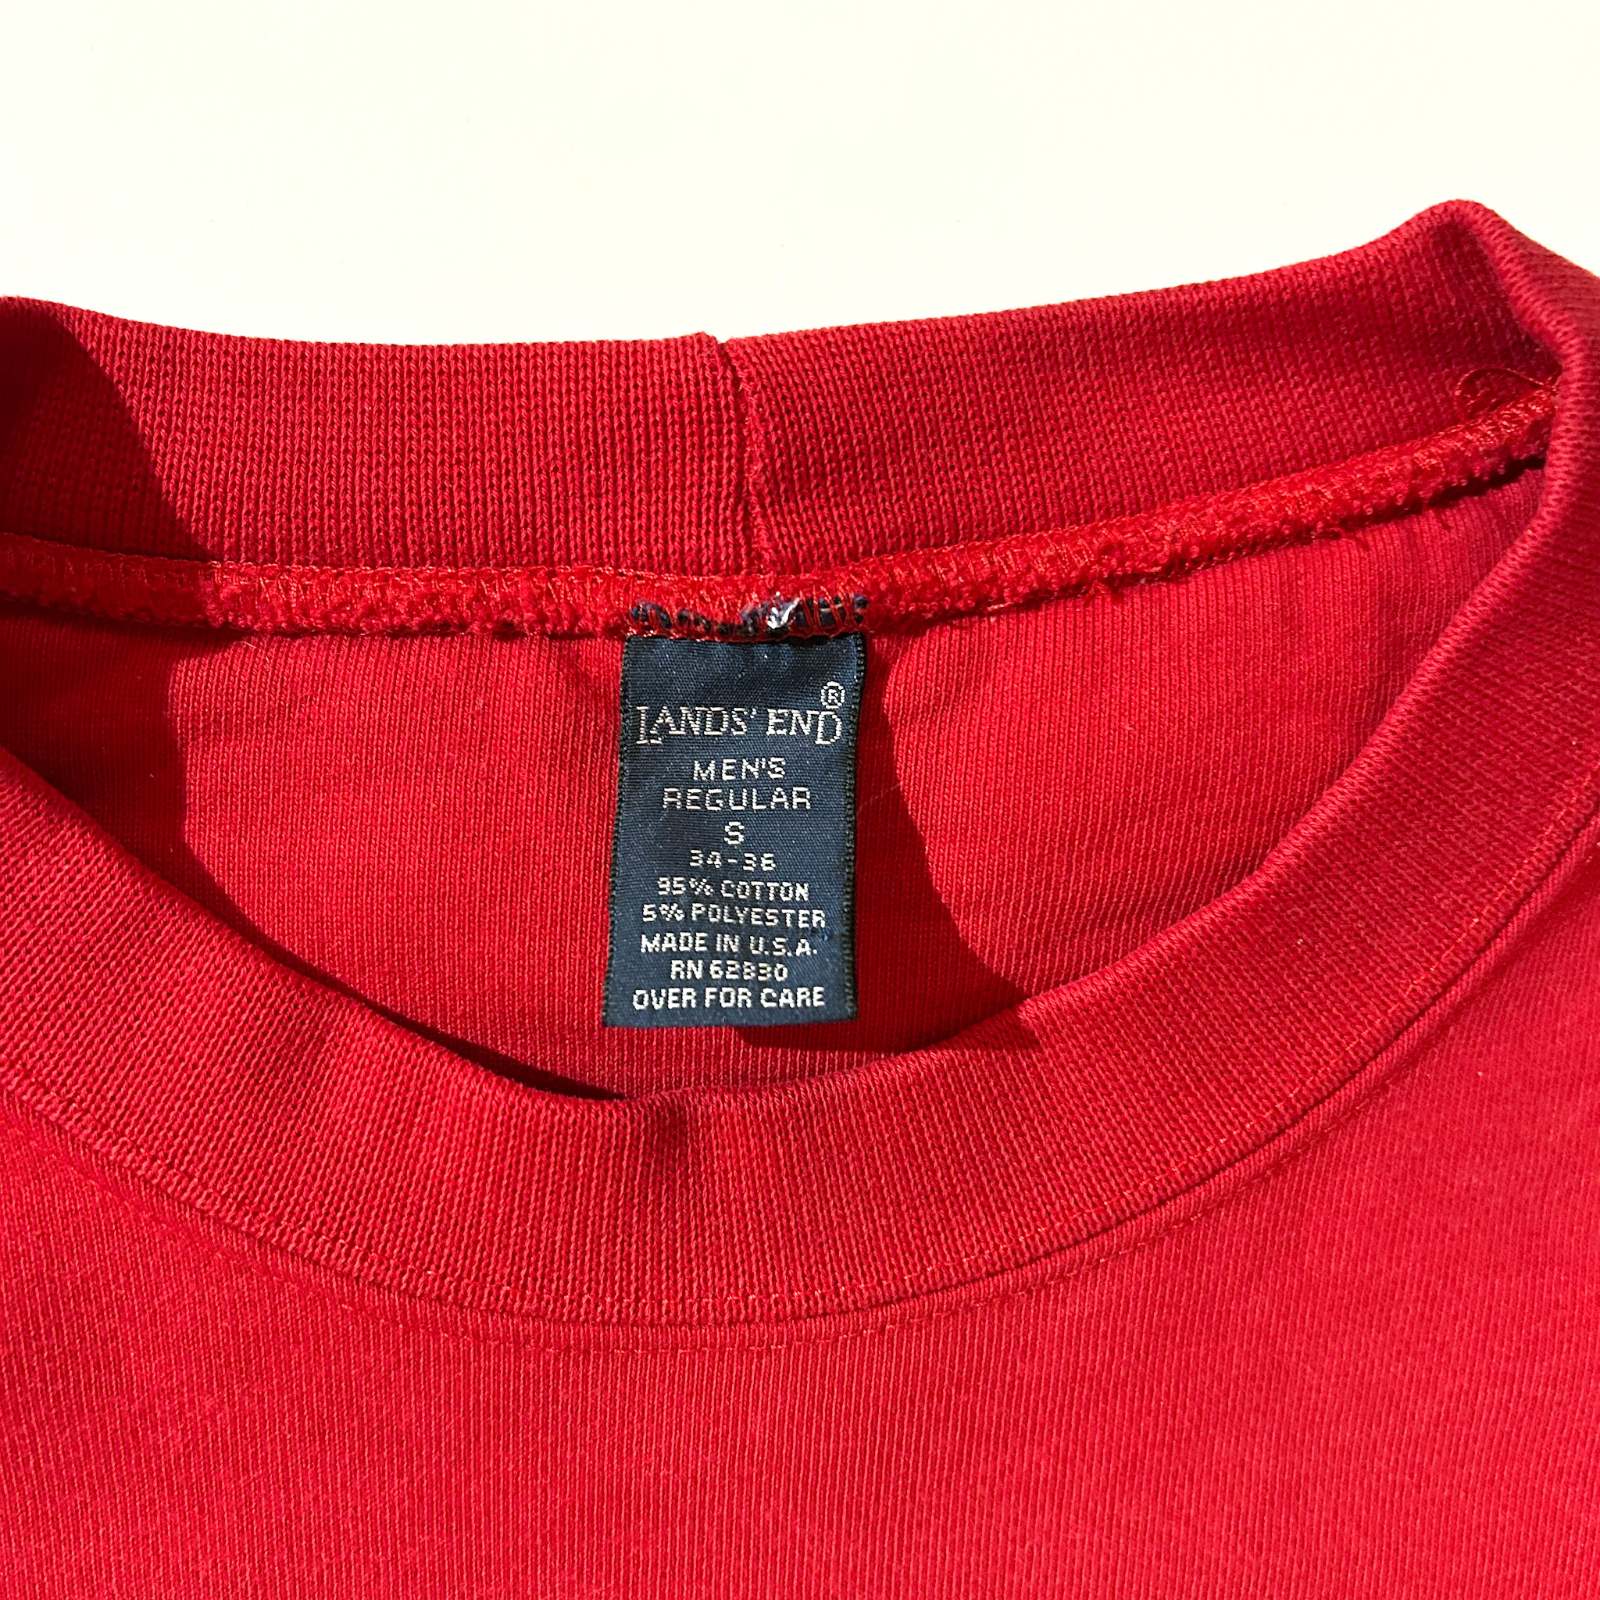 LANDS' END®
MEN'S
REGULAR
S
34-36
95% COTTON
5% POLYESTER
MADE IN U.S.A.
RN 62830
OVER FOR CARE